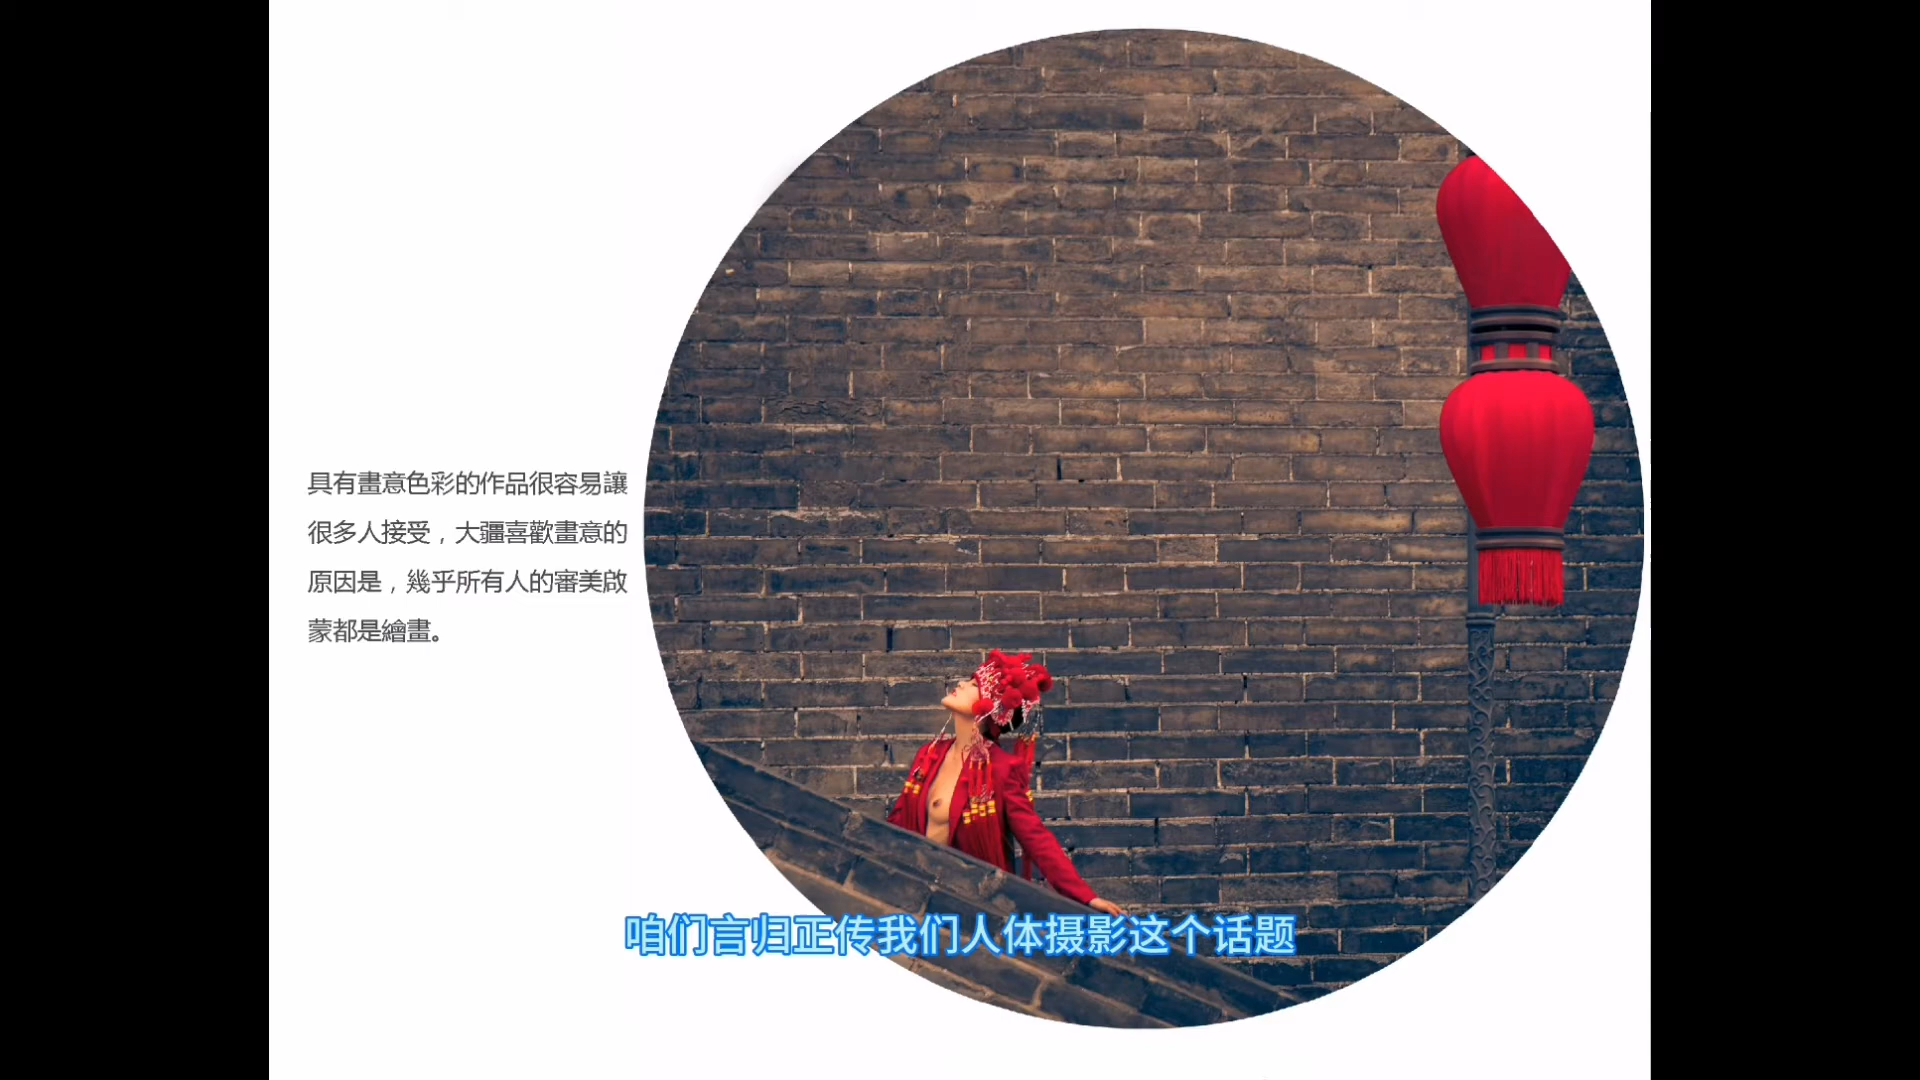 具有畫意色彩的作品很容易讓
很多人接受，大疆喜歡畫意的
原因是，幾乎所有人的審美啟
蒙都是繪畫。
咱们言归正传我们人体摄影这个话题